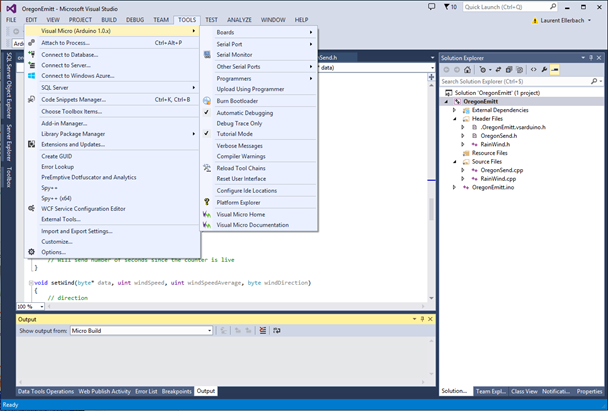 OregonEmitt - Microsoft Visual Studio
10
Quick Launch (Ctrl+Q)
FILE EDIT VIEW PROJECT BUILD DEBUG TEAM TOOLS TEST ANALYZE WINDOW HELP
Laurent Ellerbach
Visual Micro (Arduino 1.0.x)
Attach to Process... Ctrl+Alt+P
Connect to Database...
Connect to Server...
Connect to Windows Azure...
SQL Server
Code Snippets Manager... Ctrl+K, Ctrl+B
Choose Toolbox Items...
Add-in Manager...
Library Package Manager
Extensions and Updates...
Create GUID
Error Lookup
PreEmptive Dotfuscator and Analytics
Spy++
Spy++ (x64)
WCF Service Configuration Editor
External Tools...
Import and Export Settings...
Customize...
Options...
Boards
Serial Port
Serial Monitor
Other Serial Ports
Programmers
Upload Using Programmer
Burn Bootloader
Automatic Debugging
Debug Trace Only
Tutorial Mode
Verbose Messages
Compiler Warnings
Reload Tool Chains
Reset User Interface
Configure Ide Locations
Platform Explorer
Visual Micro Home
Visual Micro Documentation
SQL Server Object Explorer
Server Explorer
Toolbox
Send.h
data)
// will send number of seconds since the counter is live
}
void setWind(byte* data, uint windSpeed, uint windSpeedAverage, byte windDirection)
{
// direction
100 %
Output
Show output from: Micro Build
Data Tools Operations Web Publish Activity Error List Breakpoints Output
Solution Explorer
Search Solution Explorer (Ctrl+$)
Solution 'OregonEmitt' (1 project)
OregonEmitt
External Dependencies
Header Files
.OregonEmitt.vsarduino.h
OregonSend.h
RainWind.h
Resource Files
Source Files
OregonSend.cpp
RainWind.cpp
OregonEmitt.ino
Solution... Team Expl... Class View Notificati... Properties
Ready